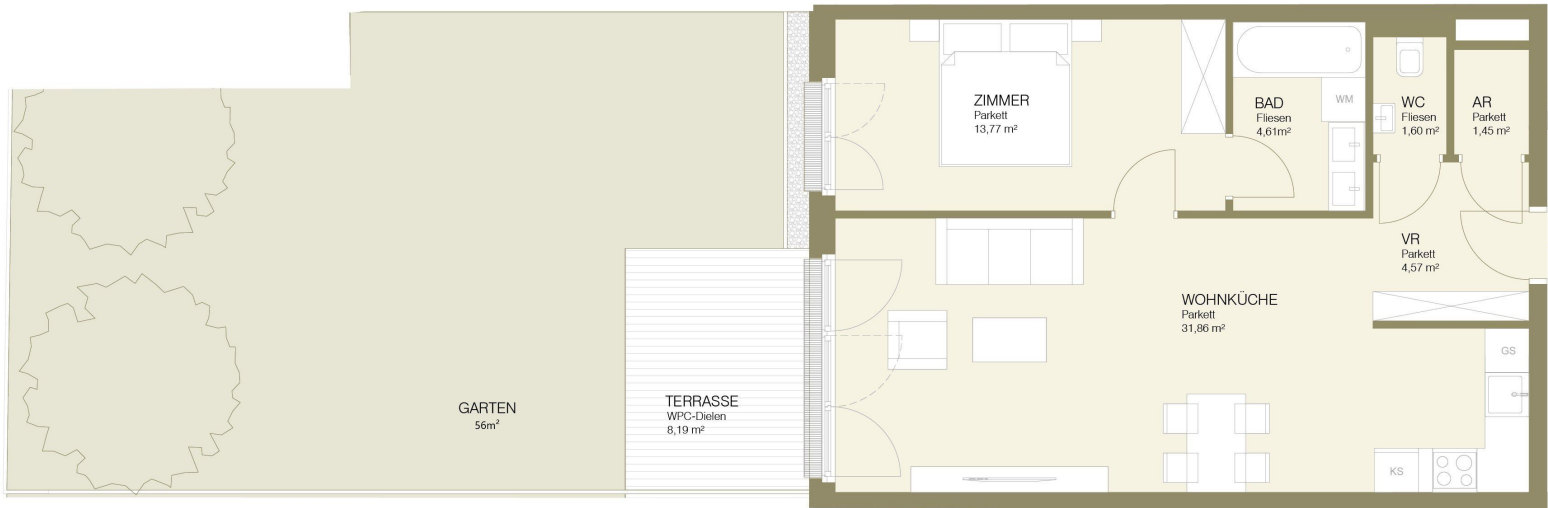 ZIMMER
Parkett
13,77 m²
BAD
Fliesen
4,61m²
WM
WC
Fliesen
1,60 m²
AR
Parkett
1,45 m²
VR
Parkett
4,57 m²
WOHNKÜCHE
Parkett
31,86 m²
GS
KS
GARTEN
56m²
TERRASSE
WPC-Dielen
8,19 m²